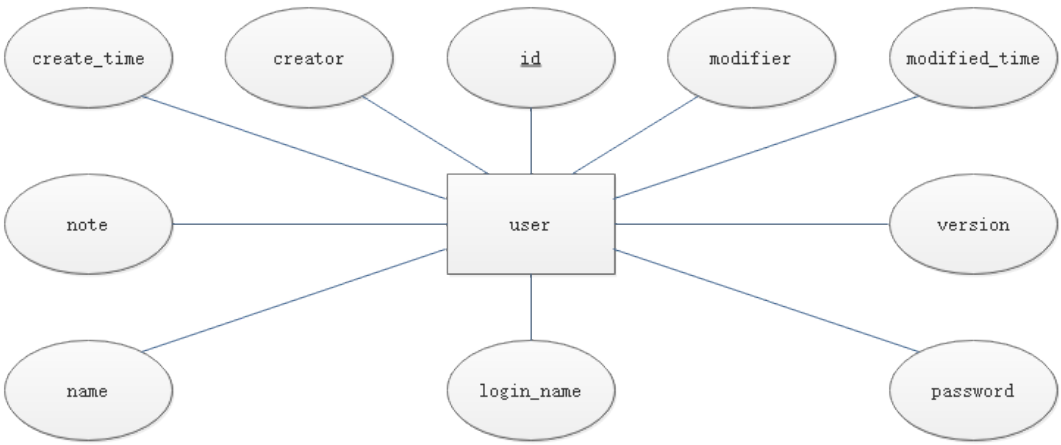 create_time
creator
id
modifier
modified_time
note
user
version
name
login_name
password